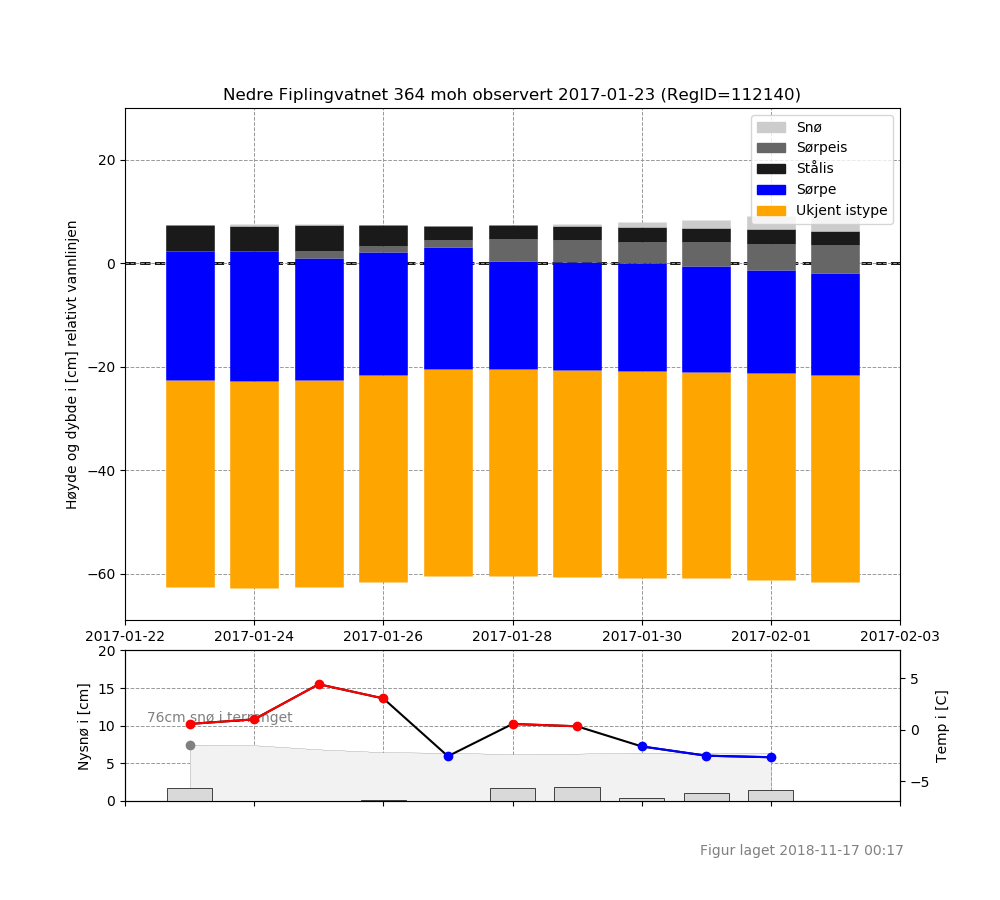 Nedre Fiplingvatnet 364 moh observert 2017-01-23 (RegID=112140)
Snø
Sørpeis
Stålis
Sørpe
Ukjent istype
Høyde og dybde i [cm] relativt vannlinjen
20
0
−20
−40
−60
2017-01-22 2017-01-24 2017-01-26 2017-01-28 2017-01-30 2017-02-01 2017-02-03
Nysnø i [cm]
20
15
10
5
0
76cm snø i terrenget
5
0
−5
Temp i [C]
Figur laget 2018-11-17 00:17